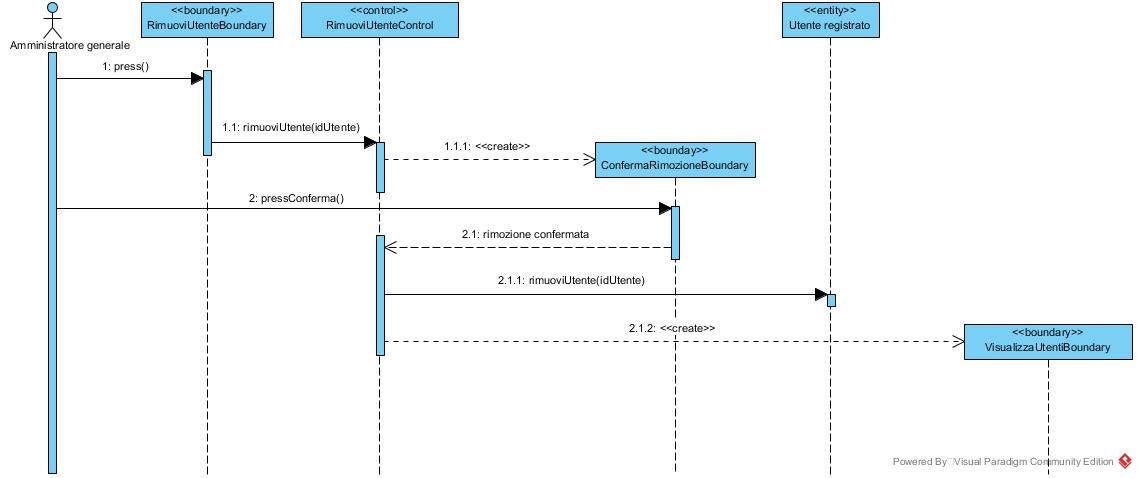 <<boundary>>
RimuoviUtenteBoundary
<<control>>
RimuoviUtenteControl
<<entity>>
Utente registrato
Amministratore generale
1: press()
1.1: rimuoviUtente(idUtente)
1.1.1: <<create>>
<<bounday>>
ConfermaRimozioneBoundary
2: pressConferma()
2.1: rimozione confermata
2.1.1: rimuoviUtente(idUtente)
2.1.2: <<create>>
<<boundary>>
VisualizzaUtentiBoundary
Powered By Visual Paradigm Community Edition